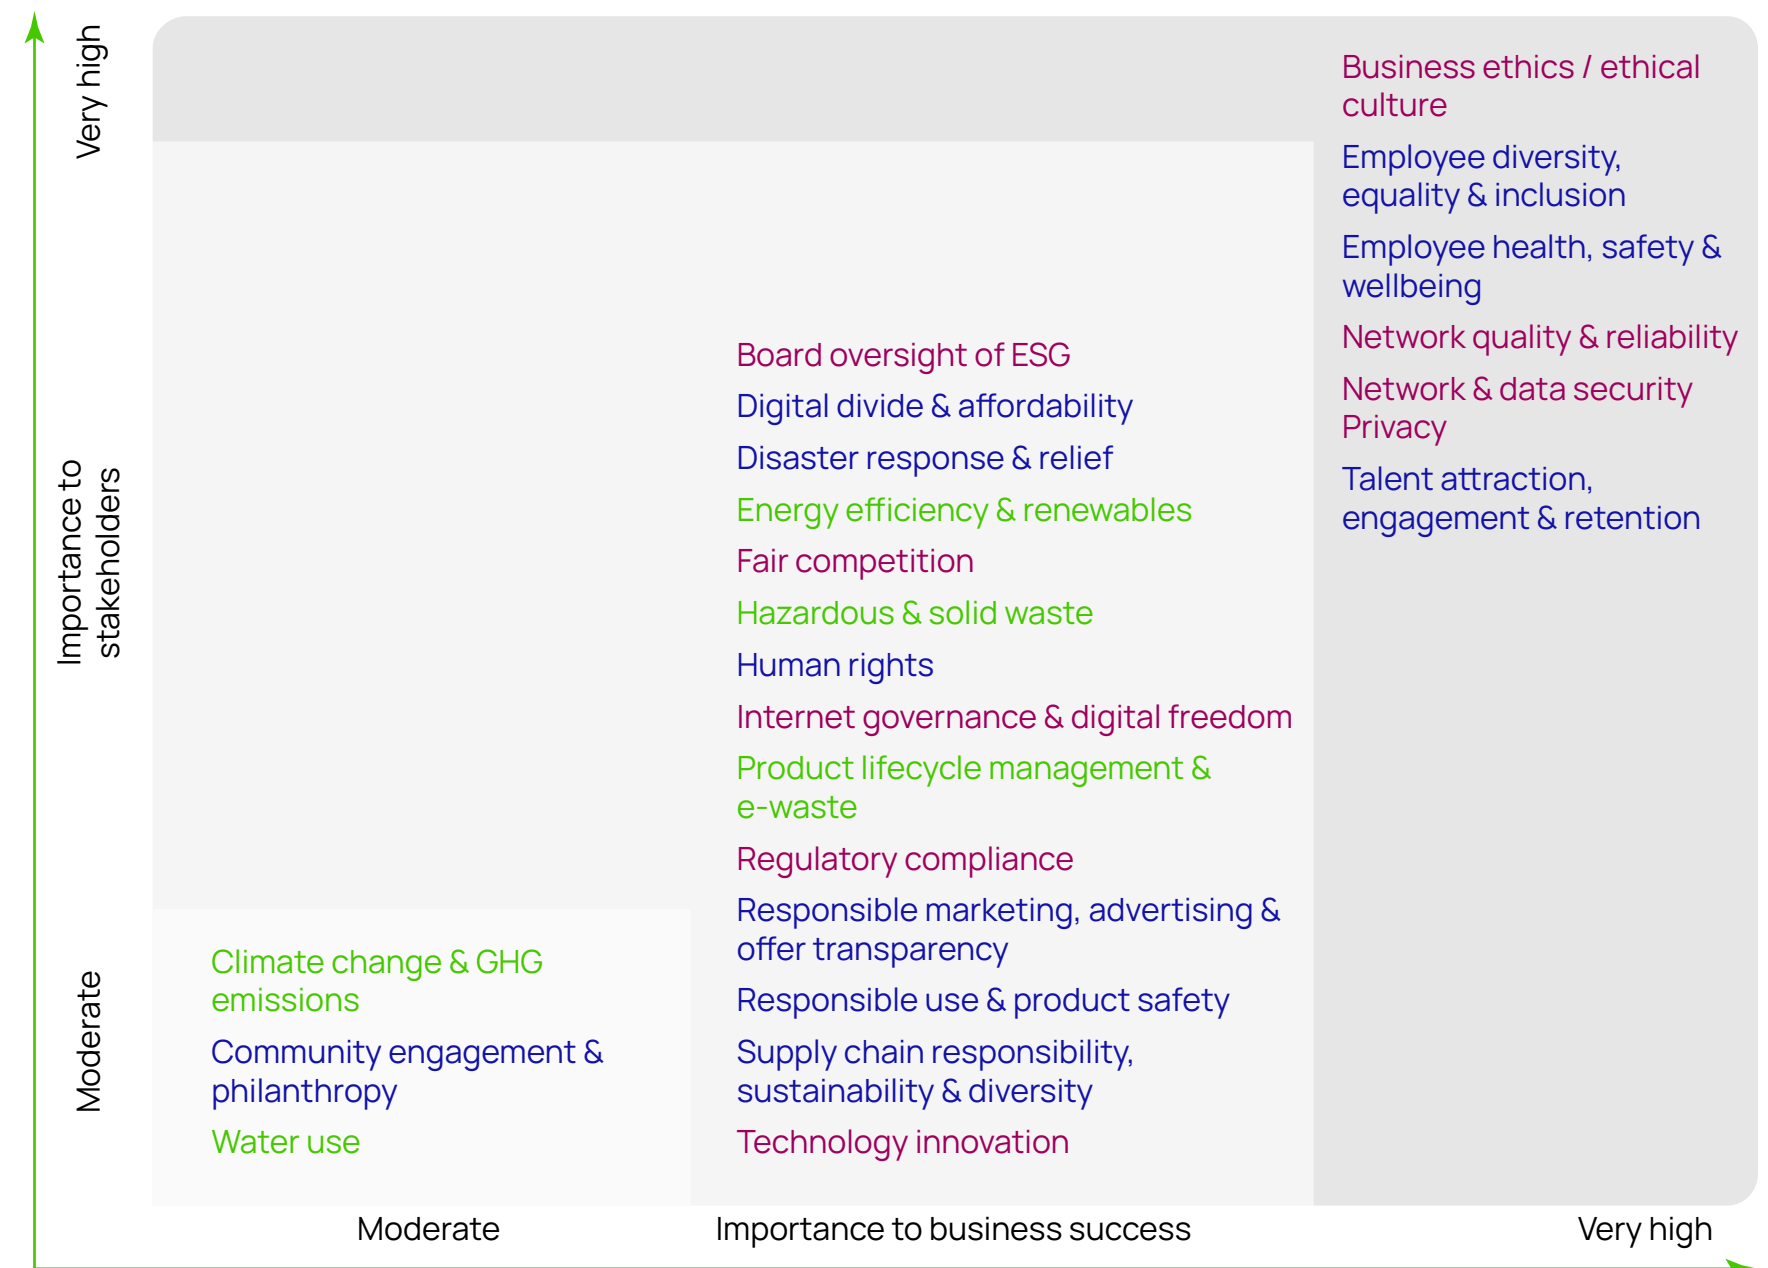 Very high
Importance to
stakeholders
Moderate
Business ethics / ethical
culture
Employee diversity,
equality & inclusion
Employee health, safety &
wellbeing
Network quality & reliability
Network & data security
Privacy
Talent attraction,
engagement & retention
Board oversight of ESG
Digital divide & affordability
Disaster response & relief
Energy efficiency & renewables
Fair competition
Hazardous & solid waste
Human rights
Internet governance & digital freedom
Product lifecycle management &
e-waste
Regulatory compliance
Responsible marketing, advertising &
offer transparency
Responsible use & product safety
Supply chain responsibility,
sustainability & diversity
Technology innovation
Climate change & GHG
emissions
Community engagement &
philanthropy
Water use
Moderate
Importance to business success
Very high